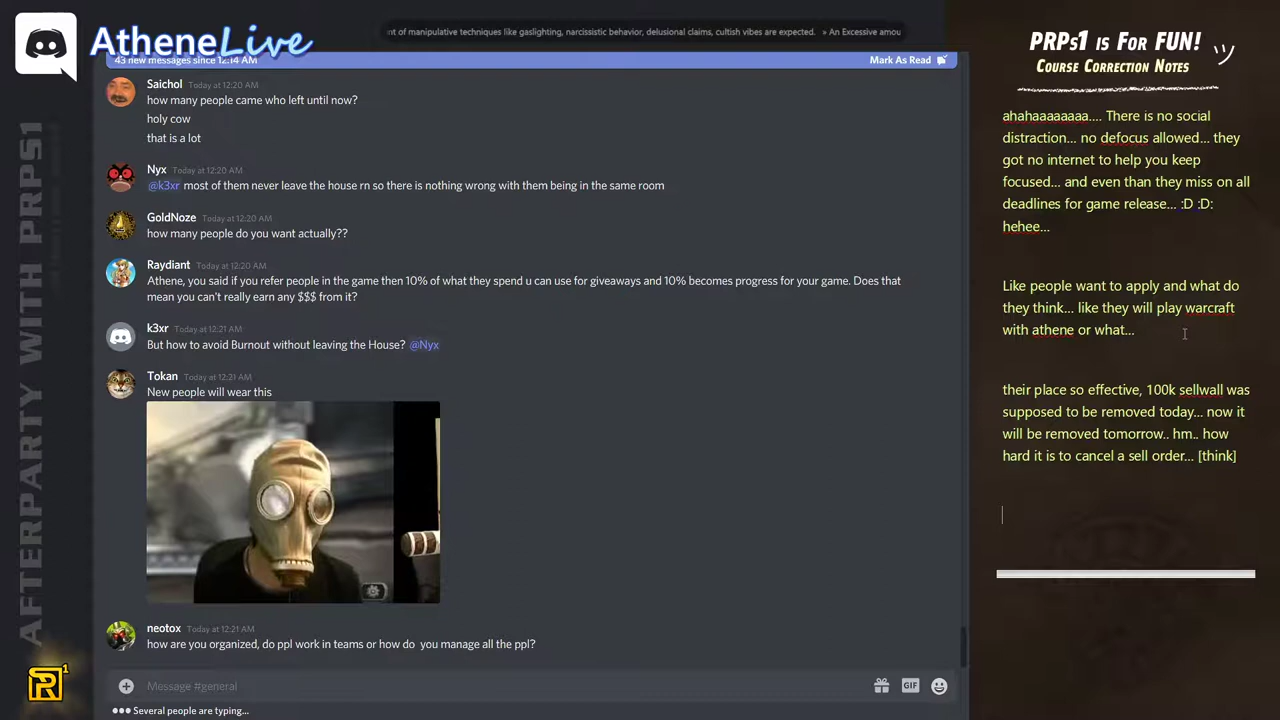 AtheneLive
nt of manipulative techniques like gaslighting, narcissistic behavior, delusional claims, cultish vibes are expected. » An Excessive amou
43 new messages since 12:14 AM
Mark As Read
Saichol Today at 12:20 AM
how many people came who left until now?
holy cow
that is a lot
Nyx Today at 12:20 AM
@k3xr most of them never leave the house rn so there is nothing wrong with them being in the same room
GoldNoze Today at 12:20 AM
how many people do you want actually??
Raydiant Today at 12:20 AM
Athene, you said if you refer people in the game then 10% of what they spend u can use for giveaways and 10% becomes progress for your game. Does that
mean you can't really earn any $$$ from it?
k3xr Today at 12:21 AM
But how to avoid Burnout without leaving the House? @Nyx
Tokan Today at 12:21 AM
New people will wear this
neotox Today at 12:21 AM
how are you organized, do ppl work in teams or how do you manage all the ppl?
Message #general
GIF
Several people are typing...
AFTERPARTY WITH PRPS1
R1
PRPS1 IS FOR FUN! ツ
COURSE CORRECTION NOTES
ahahaaaaaaaa.... There is no social
distraction... no defocus allowed... they
got no internet to help you keep
focused... and even than they miss on all
deadlines for game release... :D :D:
hehee...
Like people want to apply and what do
they think... like they will play warcraft
with athene or what...
their place so effective, 100k sellwall was
supposed to be removed today... now it
will be removed tomorrow.. hm.. how
hard it is to cancel a sell order... [think]